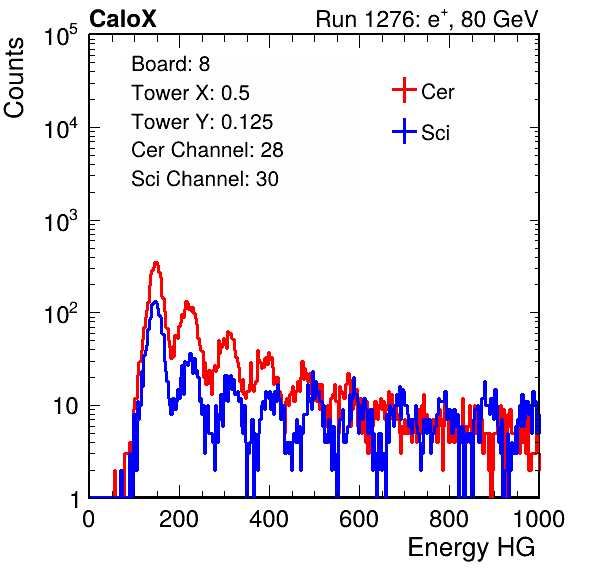 CaloX Run 1276: e⁺, 80 GeV
Counts
10⁵
10⁴
10³
10²
10
1
Board: 8
Tower X: 0.5
Tower Y: 0.125
Cer Channel: 28
Sci Channel: 30
Cer
Sci
0 200 400 600 800 1000
Energy HG